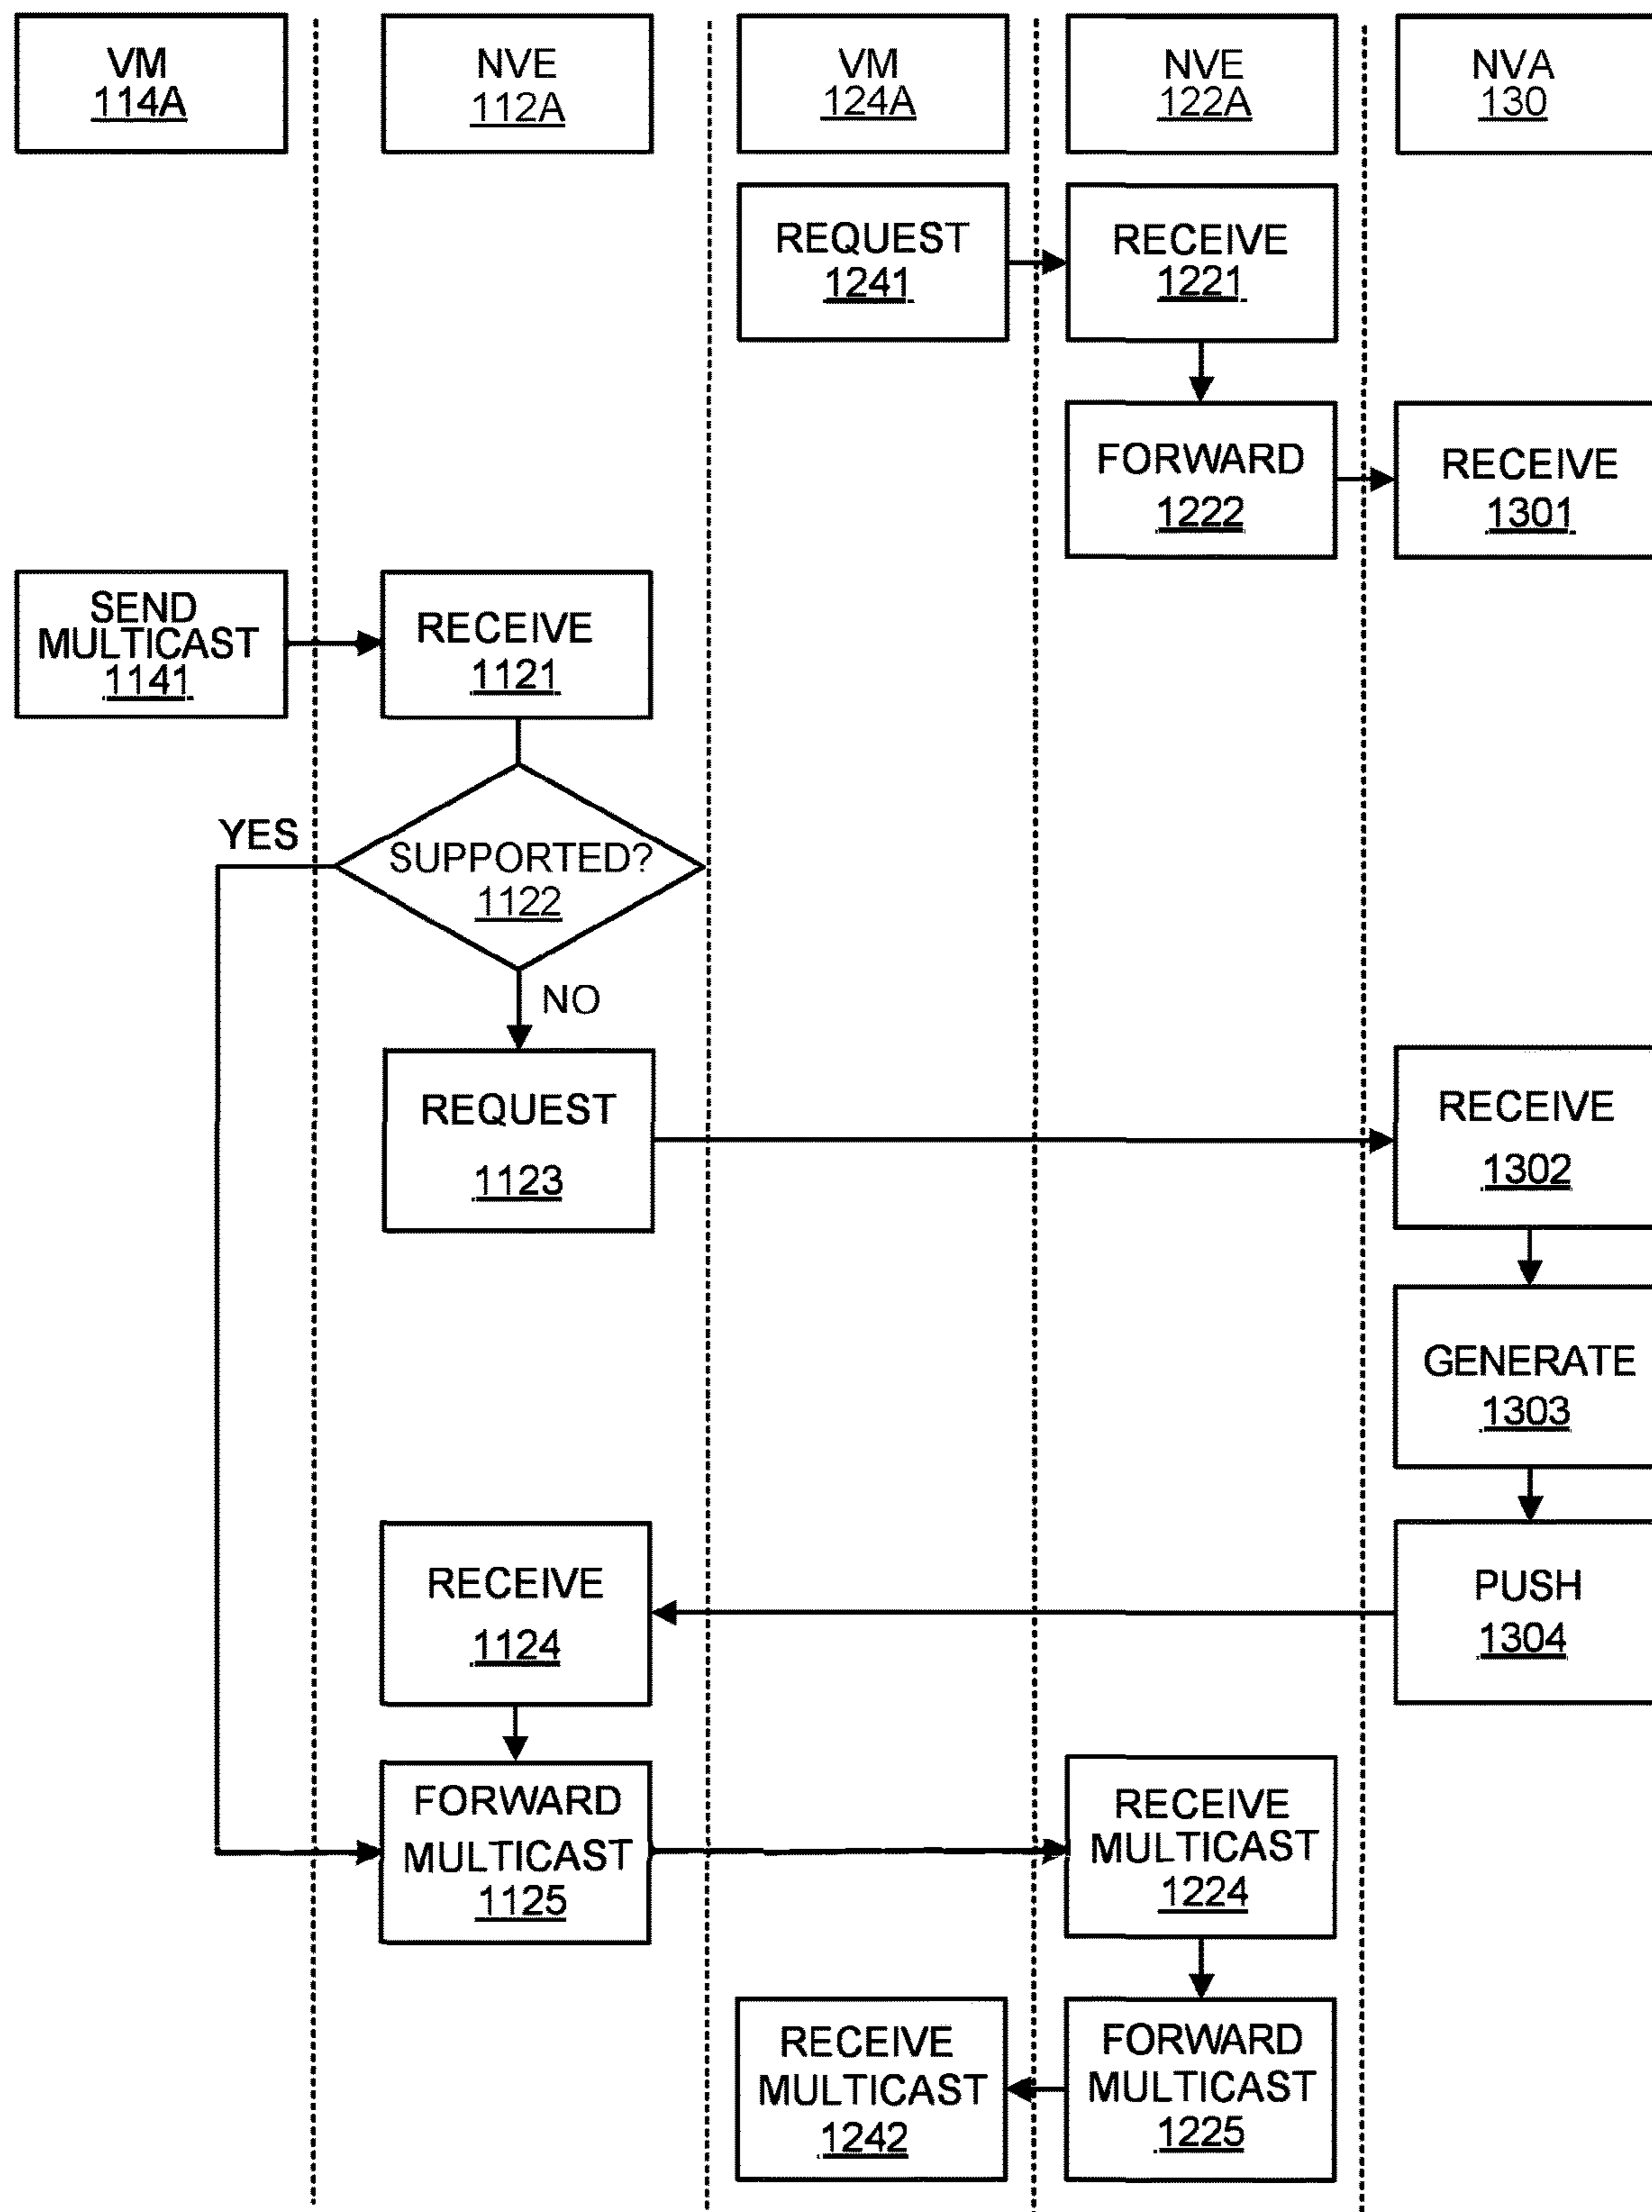 VM
114A
NVE
112A
VM
124A
NVE
122A
NVA
130
REQUEST
1241
RECEIVE
1221
FORWARD
1222
RECEIVE
1301
SEND
MULTICAST
1141
RECEIVE
1121
YES
SUPPORTED?
1122
NO
REQUEST
1123
RECEIVE
1302
GENERATE
1303
PUSH
1304
RECEIVE
1124
FORWARD
MULTICAST
1125
RECEIVE
MULTICAST
1224
FORWARD
MULTICAST
1225
RECEIVE
MULTICAST
1242